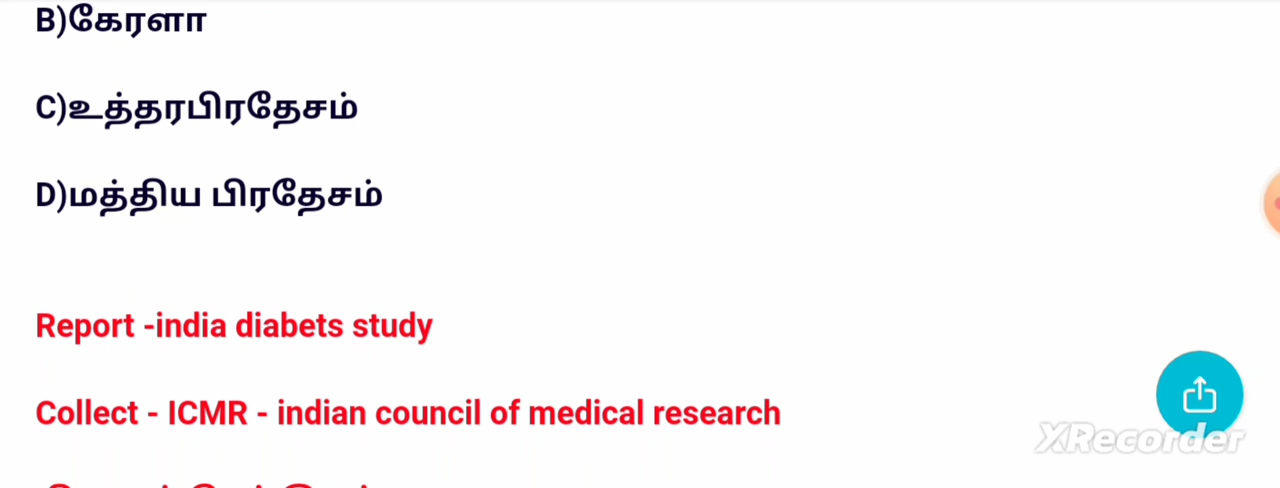 B)கேரளா
C)உத்தரபிரதேசம்
D)மத்திய பிரதேசம்
Report -india diabets study
Collect - ICMR - indian council of medical research
XRecorder